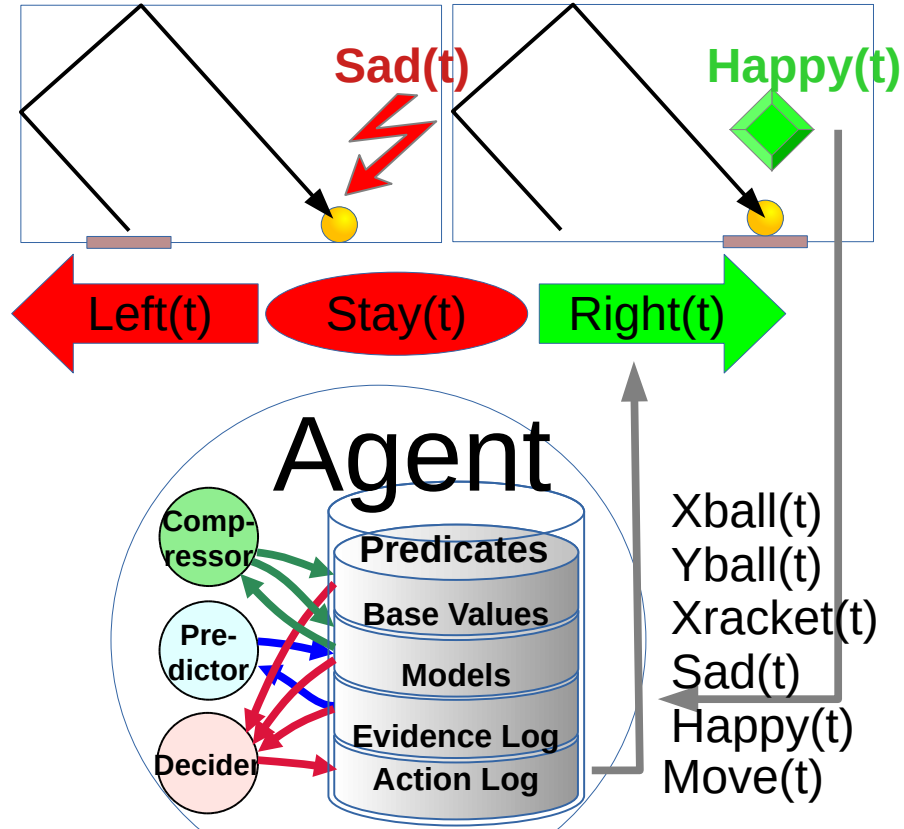 Sad(t)
Happy(t)
Left(t)
Stay(t)
Right(t)
Agent
Comp-
ressor
Pre-
dictor
Decider
Predicates
Base Values
Models
Evidence Log
Action Log
Xball(t)
Yball(t)
Xracket(t)
Sad(t)
Happy(t)
Move(t)